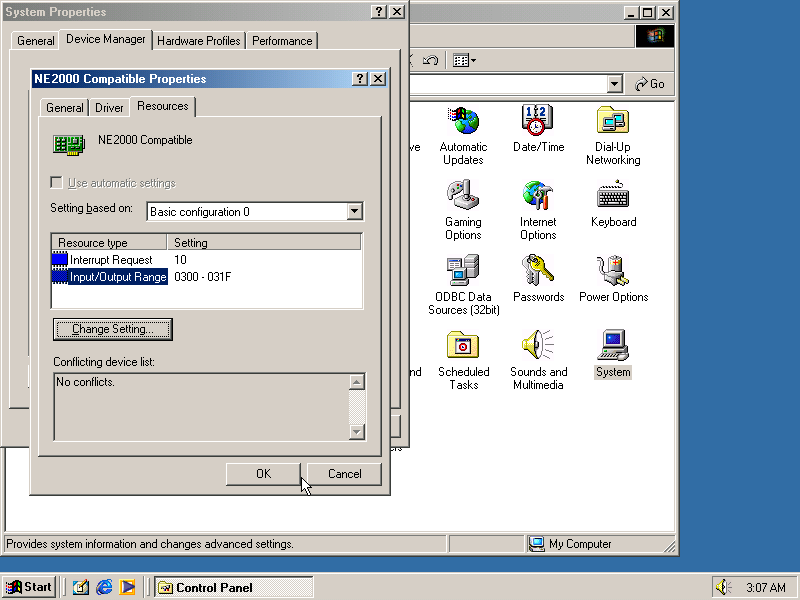 System Properties
General
Device Manager
Hardware Profiles
Performance
NE2000 Compatible Properties
General
Driver
Resources
NE2000 Compatible
Use automatic settings
Setting based on:
Basic configuration 0
Resource type
Setting
Interrupt Request
10
Input/Output Range
0300 - 031F
Change Setting...
Conflicting device list:
No conflicts.
OK
Cancel
Go
Automatic
Updates
Date/Time
Dial-Up
Networking
Gaming
Options
Internet
Options
Keyboard
ODBC Data
Sources (32bit)
Passwords
Power Options
Scheduled
Tasks
Sounds and
Multimedia
System
Provides system information and changes advanced settings.
My Computer
Start
Control Panel
3:07 AM